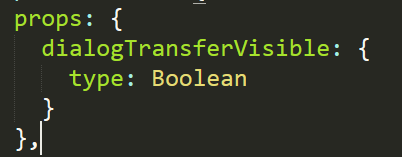 props: {
  dialogTransferVisible: {
    type: Boolean
  }
},